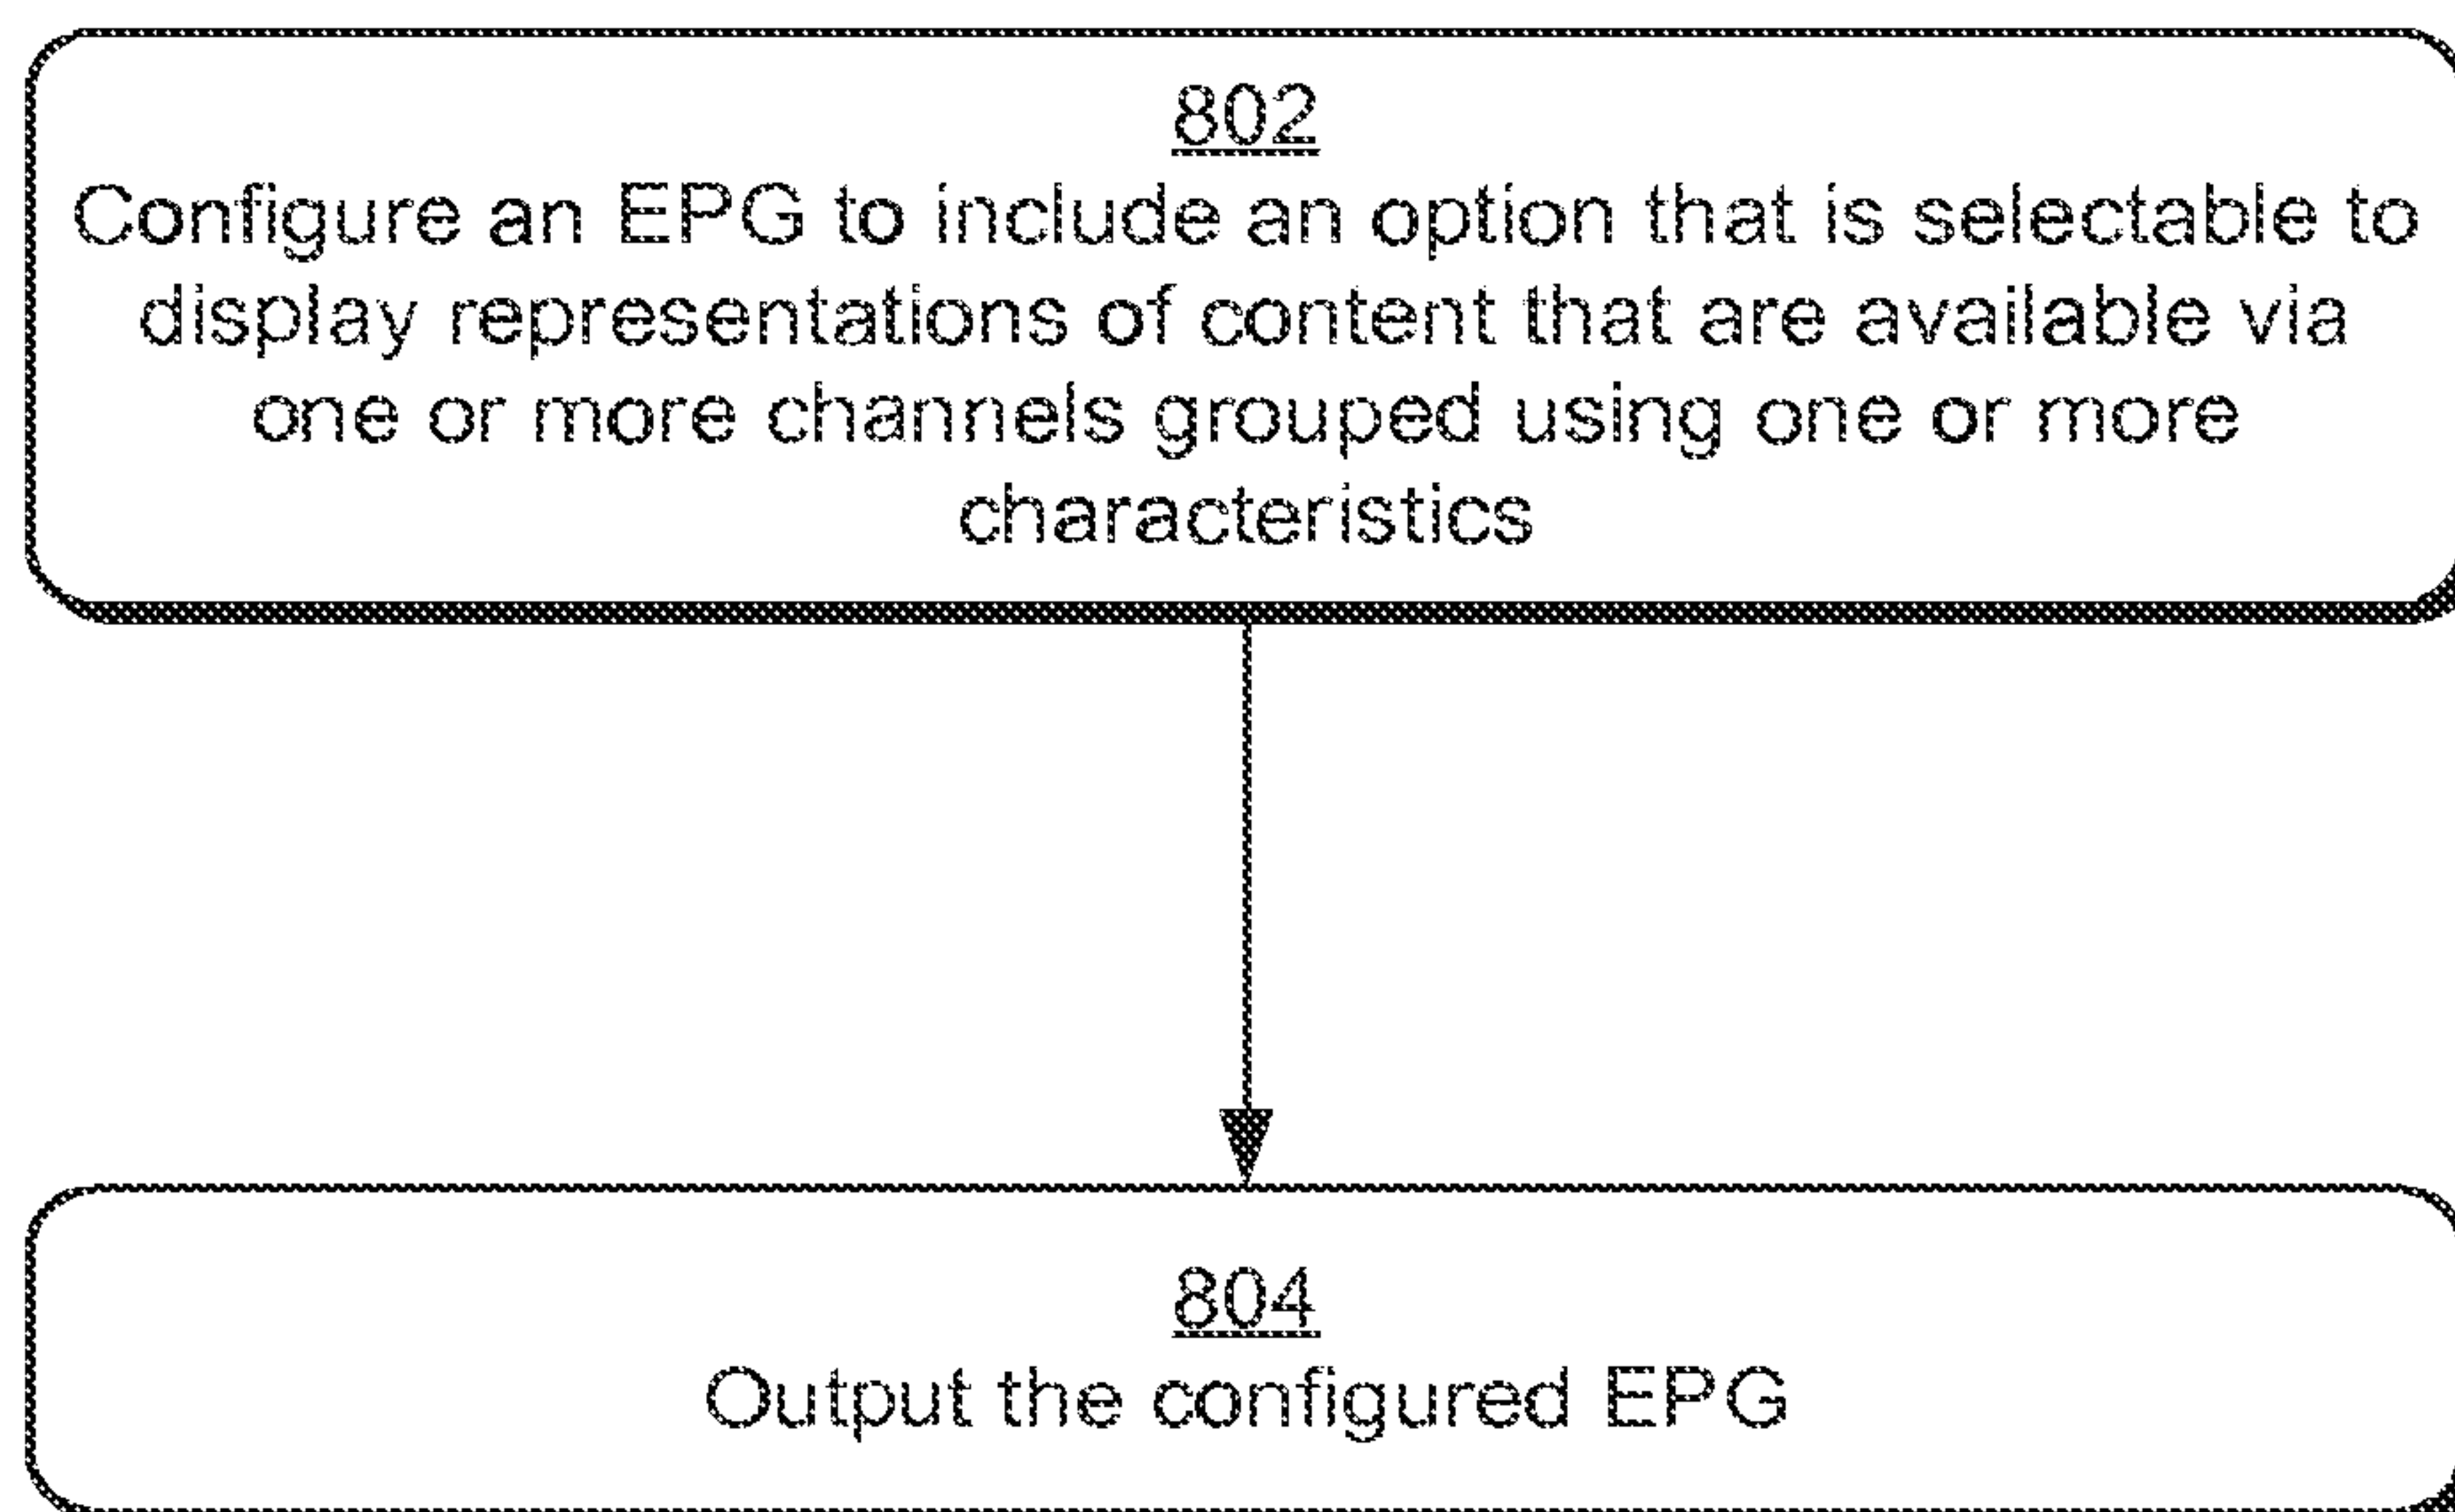 802
Configure an EPG to include an option that is selectable to
display representations of content that are available via
one or more channels grouped using one or more
characteristics
804
Output the configured EPG